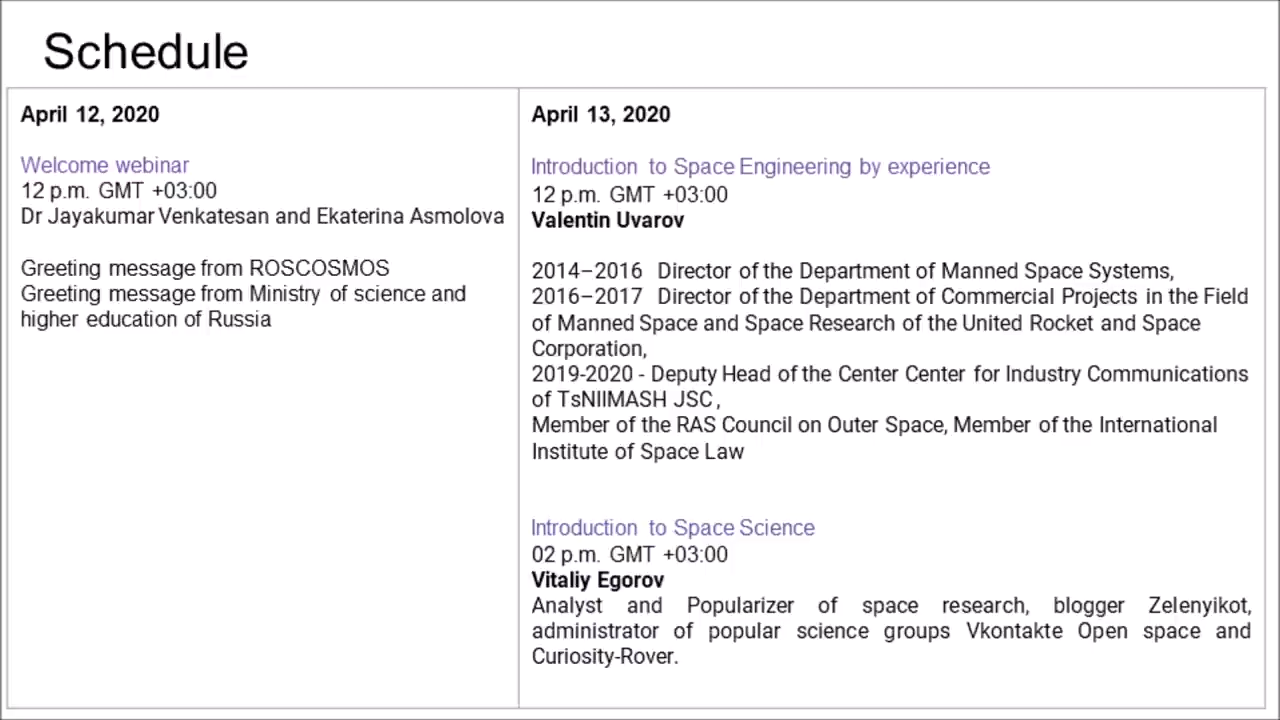 Schedule
April 12, 2020
Welcome webinar
12 p.m. GMT +03:00
Dr Jayakumar Venkatesan and Ekaterina Asmolova
Greeting message from ROSCOSMOS
Greeting message from Ministry of science and
higher education of Russia
April 13, 2020
Introduction to Space Engineering by experience
12 p.m. GMT +03:00
Valentin Uvarov
2014–2016 Director of the Department of Manned Space Systems,
2016–2017 Director of the Department of Commercial Projects in the Field
of Manned Space and Space Research of the United Rocket and Space
Corporation,
2019-2020 - Deputy Head of the Center Center for Industry Communications
of TsNIIMASH JSC,
Member of the RAS Council on Outer Space, Member of the International
Institute of Space Law
Introduction to Space Science
02 p.m. GMT +03:00
Vitaliy Egorov
Analyst and Popularizer of space research, blogger Zelenyikot,
administrator of popular science groups Vkontakte Open space and
Curiosity-Rover.